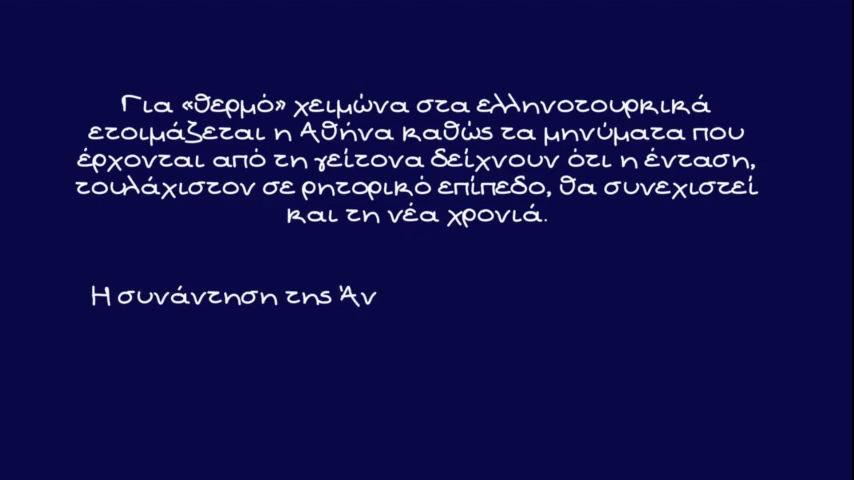 Για «θερμό» χειμώνα στα ελληνοτουρκικά
ετοιμάζεται η Αθήνα καθώς τα μηνύματα που
έρχονται από τη γείτονα δείχνουν ότι η ένταση,
τουλάχιστον σε ρητορικό επίπεδο, θα συνεχιστεί
και τη νέα χρονιά.
Η συνάντηση της Άν